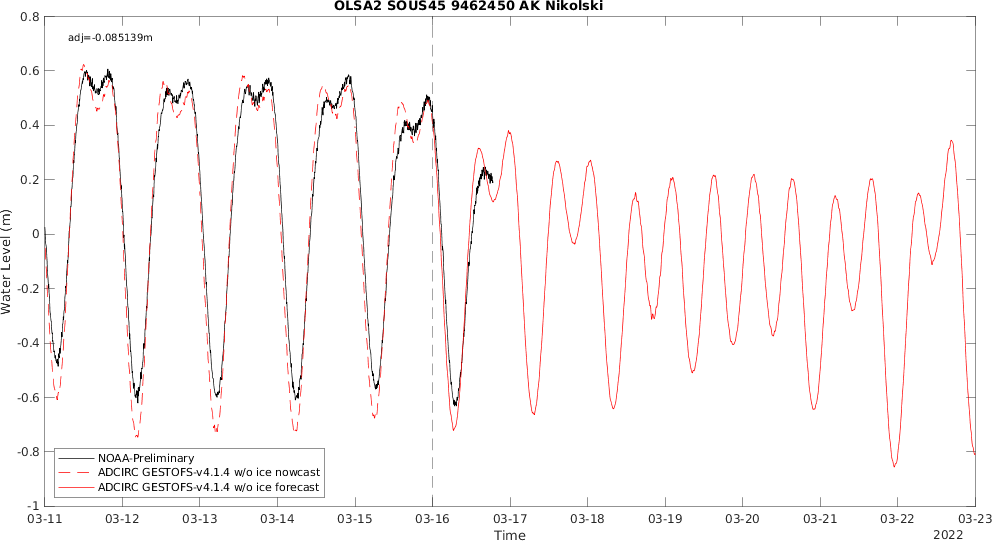 OLSA2 SOUS45 9462450 AK Nikolski
adj=-0.085139m
0.8
0.6
0.4
0.2
0
-0.2
-0.4
-0.6
-0.8
-1
Water Level (m)
NOAA-Preliminary
ADCIRC GESTOFS-v4.1.4 w/o ice nowcast
ADCIRC GESTOFS-v4.1.4 w/o ice forecast
03-11 03-12 03-13 03-14 03-15 03-16 03-17 03-18 03-19 03-20 03-21 03-22 03-23
Time
2022